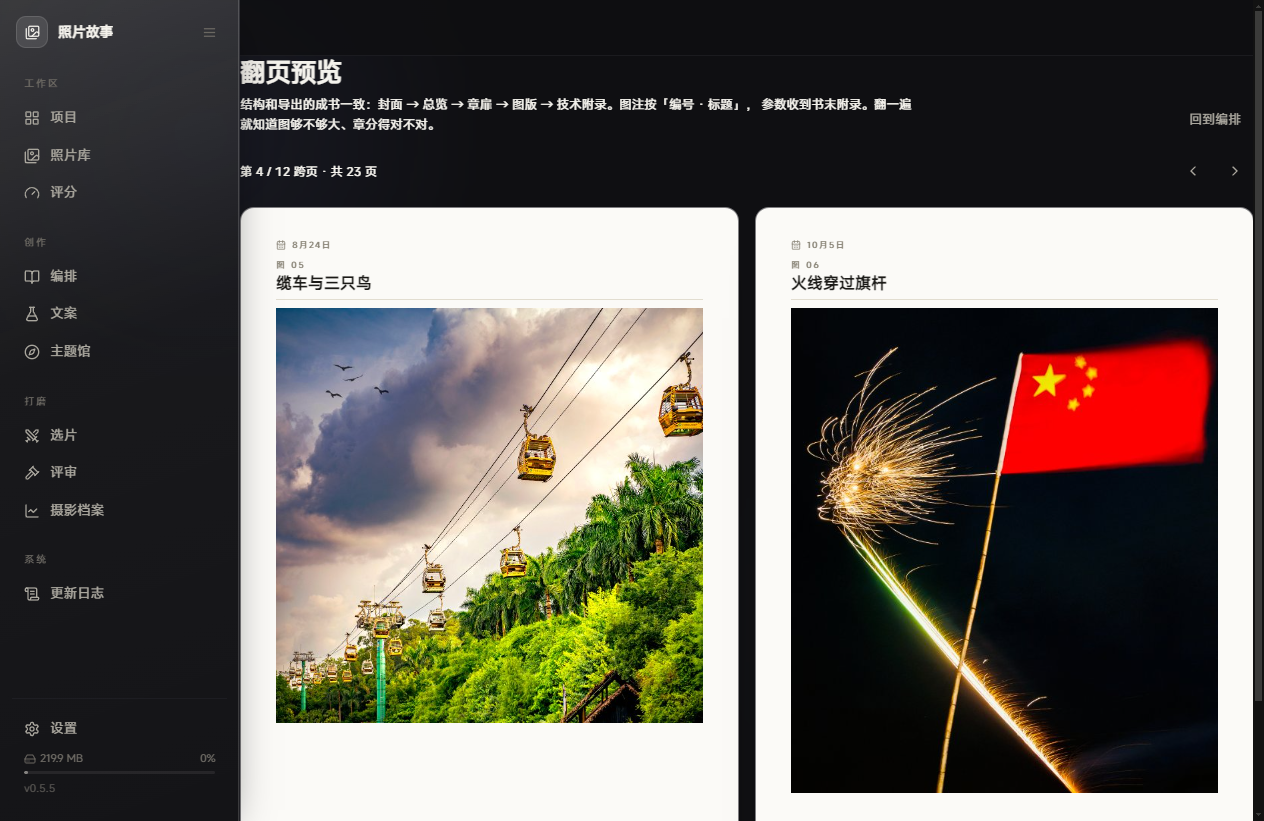 照片故事
工作区
项目
照片库
评分
创作
编排
文案
主题馆
打磨
选片
评审
摄影档案
系统
更新日志
设置
219.9 MB
0%
v0.5.5
翻页预览
结构和导出的成书一致：封面 → 总览 → 章扉 → 图版 → 技术附录。图注按「编号 · 标题」， 参数收到书末附录。翻一遍
就知道图够不够大、章分得对不对。
回到编排
第 4 / 12 跨页 · 共 23 页
8月24日
图 05
缆车与三只鸟
10月5日
图 06
火线穿过旗杆